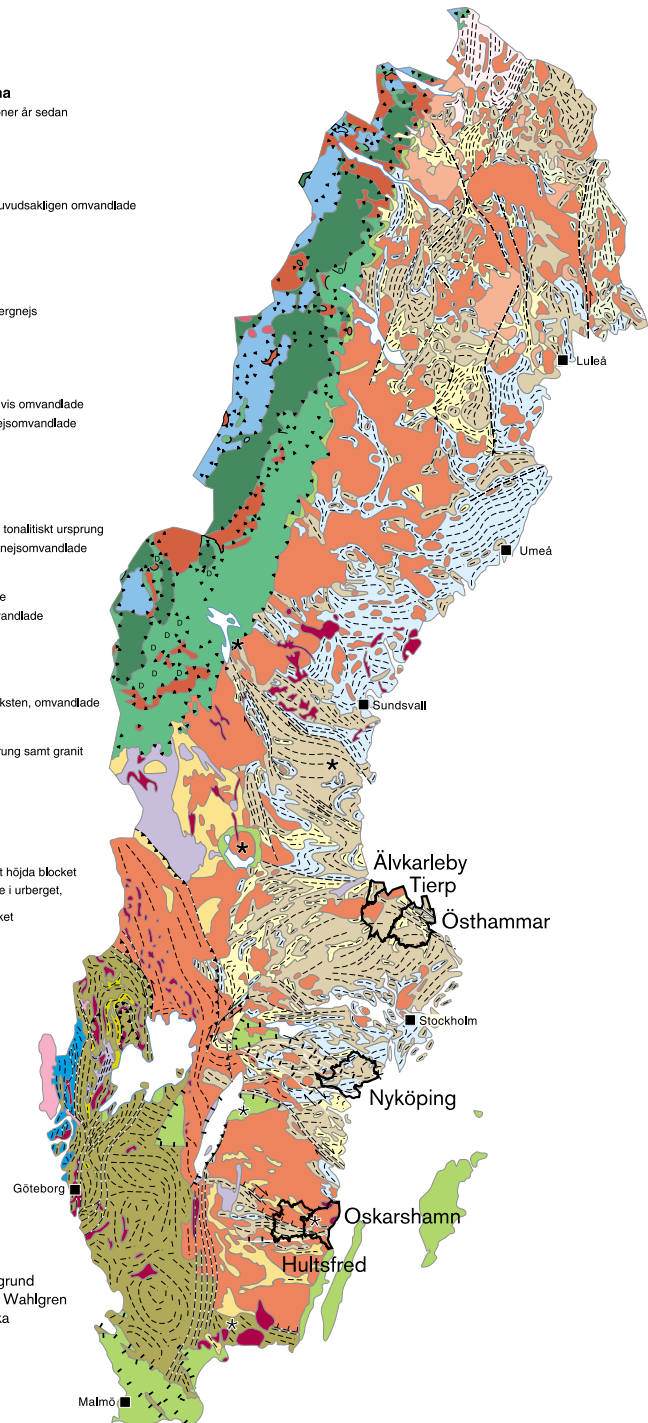 na
ner år sedan
uvudsakligen omvandlade
ergnejs
vis omvandlade
ejsomvandlade
tonalitiskt ursprung
nejsomvandlade
e
vandlade
ksten, omvandlade
rung samt granit
t höjda blocket
e i urberget,
ket
Luleå
Umeå
Sundsvall
Älvkarleby
Tierp
Östhammar
Stockholm
Nyköping
Göteborg
Oskarshamn
Hultsfred
grund
Wahlgren
ka
Malmö
D
D
D
D
D
D
D